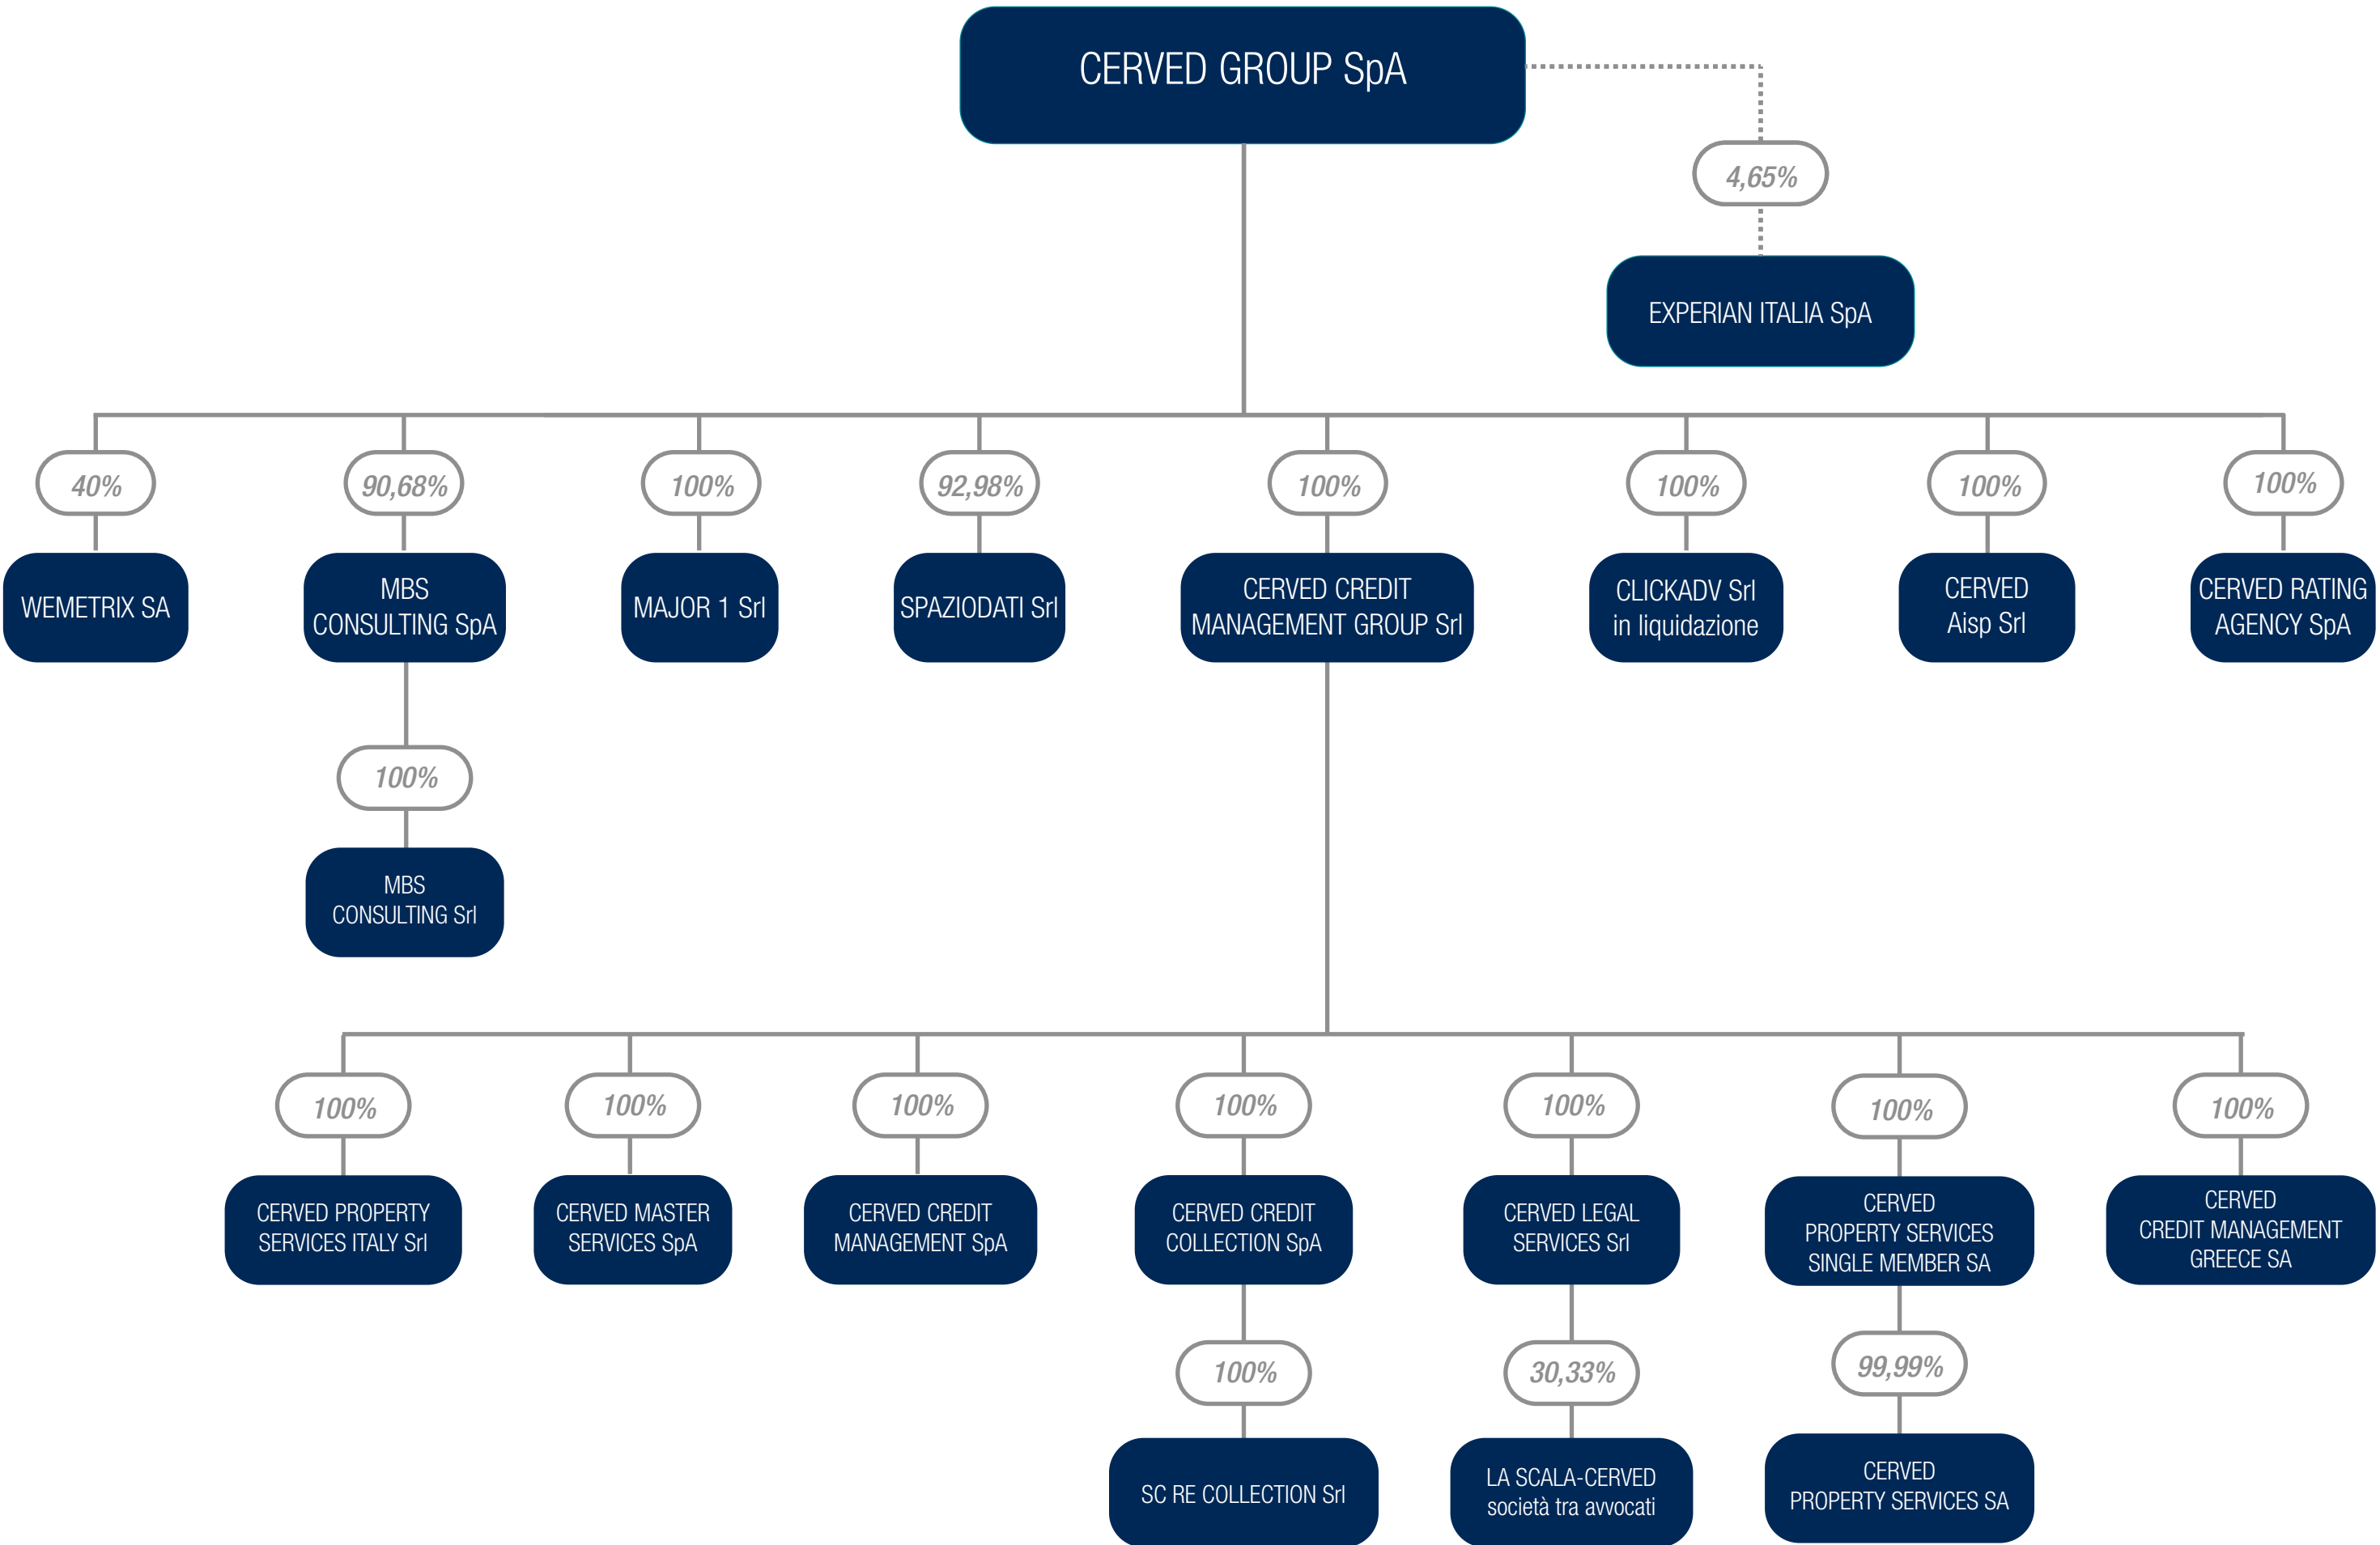 CERVED GROUP SpA
4,65%
EXPERIAN ITALIA SpA
40%
90,68%
100%
92,98%
100%
100%
100%
100%
WEMETRIX SA
MBS
CONSULTING SpA
MAJOR 1 Srl
SPAZIODATI Srl
CERVED CREDIT
MANAGEMENT GROUP Srl
CLICKADV Srl
in liquidazione
CERVED
Aisp Srl
CERVED RATING
AGENCY SpA
100%
MBS
CONSULTING Srl
100%
100%
100%
100%
100%
100%
100%
CERVED PROPERTY
SERVICES ITALY Srl
CERVED MASTER
SERVICES SpA
CERVED CREDIT
MANAGEMENT SpA
CERVED CREDIT
COLLECTION SpA
CERVED LEGAL
SERVICES Srl
CERVED
PROPERTY SERVICES
SINGLE MEMBER SA
CERVED
CREDIT MANAGEMENT
GREECE SA
100%
30,33%
99,99%
SC RE COLLECTION Srl
LA SCALA-CERVED
società tra avvocati
CERVED
PROPERTY SERVICES SA